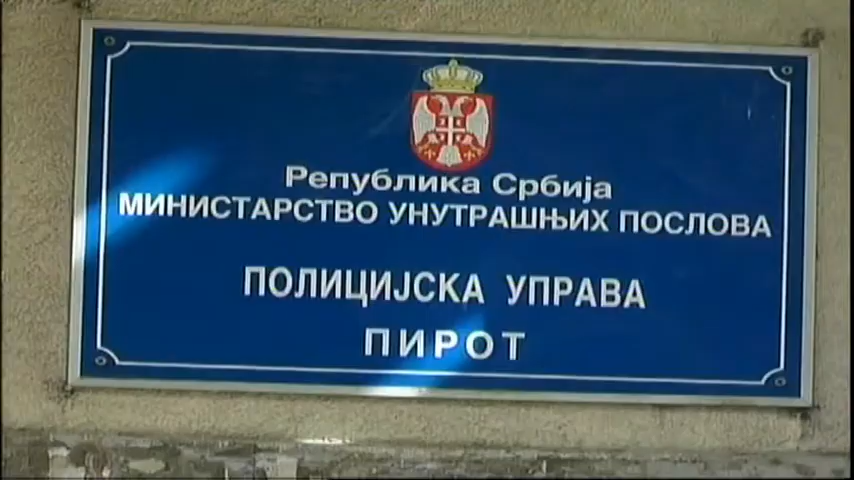 Република Србија
МИНИСТАРСТВО УНУТРАШЊИХ ПОСЛОВА
ПОЛИЦИЈСКА УПРАВА
ПИРОТ